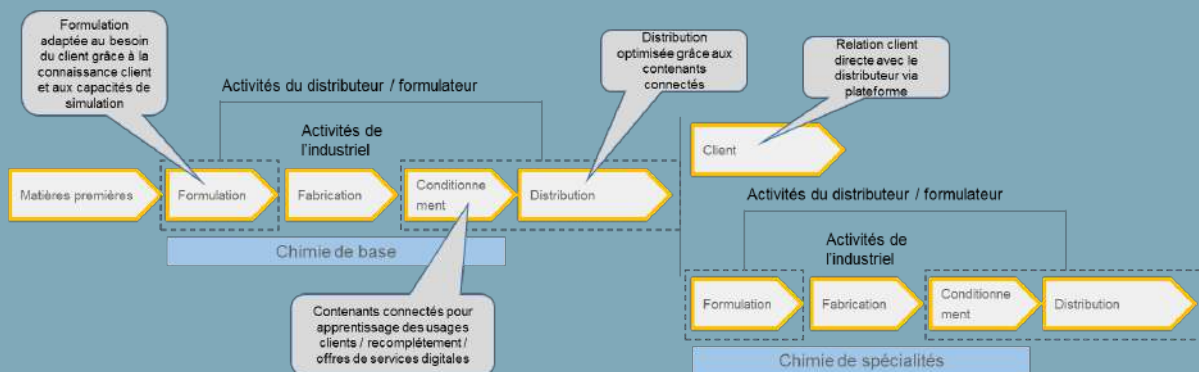 Formulation
adaptée au besoin
du client grâce à la
connaissance client
et aux capacités de
simulation
Distribution
optimisée grâce aux
contenants
connectés
Relation client
directe avec le
distributeur via
plateforme
Activités du distributeur / formulateur
Activités de
l'industriel
Matières premières
Formulation
Fabrication
Conditionne
ment
Distribution
Client
Chimie de base
Contenants connectés pour
apprentissage des usages
clients / recomplétement /
offres de services digitales
Activités du distributeur / formulateur
Activités de
l'industriel
Formulation
Fabrication
Conditionne
ment
Distribution
Chimie de spécialités